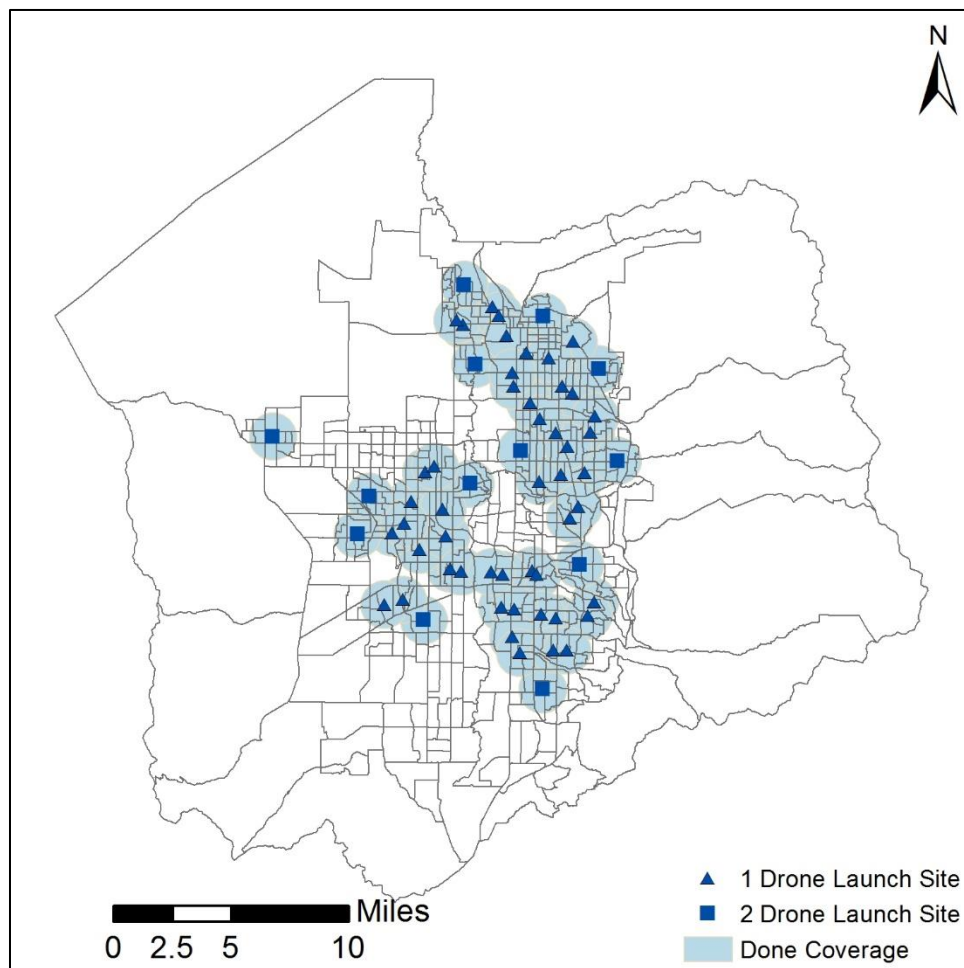 N
1 Drone Launch Site
2 Drone Launch Site
Done Coverage
Miles
0 2.5 5 10